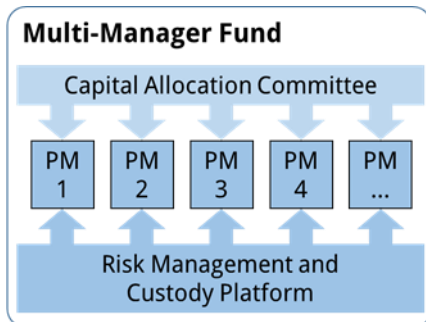 Multi-Manager Fund
Capital Allocation Committee
PM
1
PM
2
PM
3
PM
4
PM
...
Risk Management and
Custody Platform